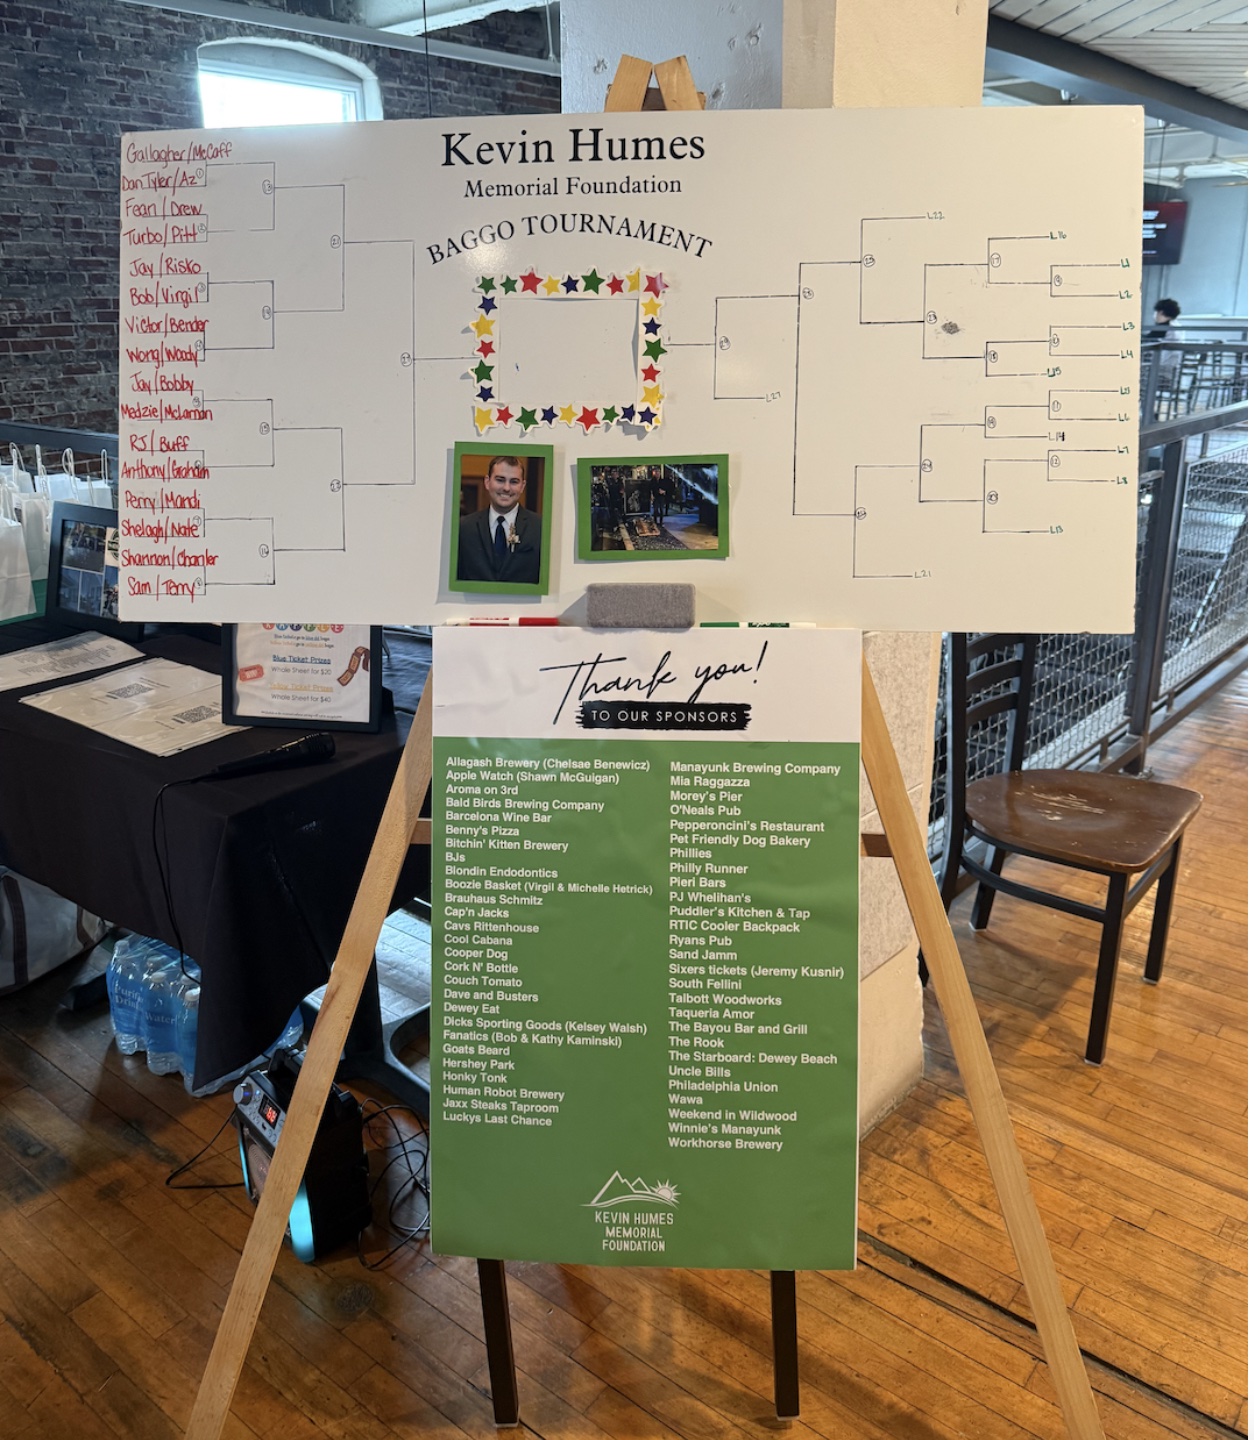 Kevin Humes
Memorial Foundation
BAGGO TOURNAMENT
Gallagher/McCaff
Dan Tyler/Az
Fean/Drew
Turbo/Pitt
Jay/Risko
Bob/Virgil
Victor/Bender
Wong/Woody
Jay/Bobby
Medzie/McLarnan
RJ/Buff
Anthony/Graham
Perry/Mandi
Shelagh/Nate
Shannon/Chanler
Sam/Terry
L22
L16
L1
L2
L3
L4
L15
L5
L6
L14
L7
L8
L13
L27
L21
Blue Ticket Prizes
Whole Sheet for $20
Whole Sheet for $40
Thank you!
TO OUR SPONSORS
Allagash Brewery (Chelsae Benewicz)
Apple Watch (Shawn McGuigan)
Aroma on 3rd
Bald Birds Brewing Company
Barcelona Wine Bar
Benny's Pizza
Bitchin' Kitten Brewery
BJs
Blondin Endodontics
Boozie Basket (Virgil & Michelle Hetrick)
Brauhaus Schmitz
Cap'n Jacks
Cavs Rittenhouse
Cool Cabana
Cooper Dog
Cork N' Bottle
Couch Tomato
Dave and Busters
Dewey Eat
Dicks Sporting Goods (Kelsey Walsh)
Fanatics (Bob & Kathy Kaminski)
Goats Beard
Hershey Park
Honky Tonk
Human Robot Brewery
Jaxx Steaks Taproom
Luckys Last Chance
Manayunk Brewing Company
Mia Raggazza
Morey's Pier
O'Neals Pub
Pepperoncini's Restaurant
Pet Friendly Dog Bakery
Phillies
Philly Runner
Pieri Bars
PJ Whelihan's
Puddler's Kitchen & Tap
RTIC Cooler Backpack
Ryans Pub
Sand Jamm
Sixers tickets (Jeremy Kusnir)
South Fellini
Talbott Woodworks
Taqueria Amor
The Bayou Bar and Grill
The Rook
The Starboard: Dewey Beach
Uncle Bills
Philadelphia Union
Wawa
Weekend in Wildwood
Winnie's Manayunk
Workhorse Brewery
KEVIN HUMES
MEMORIAL
FOUNDATION